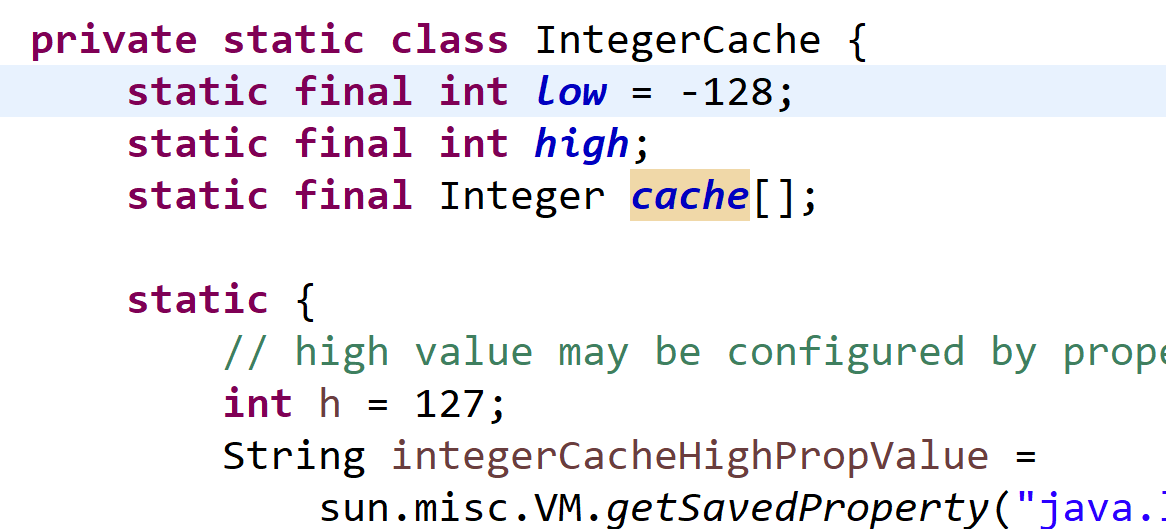 private static class IntegerCache {
static final int low = -128;
static final int high;
static final Integer cache[];
static {
// high value may be configured by
int h = 127;
String integerCacheHighPropValue =
sun.misc.VM.getSavedProperty("java.